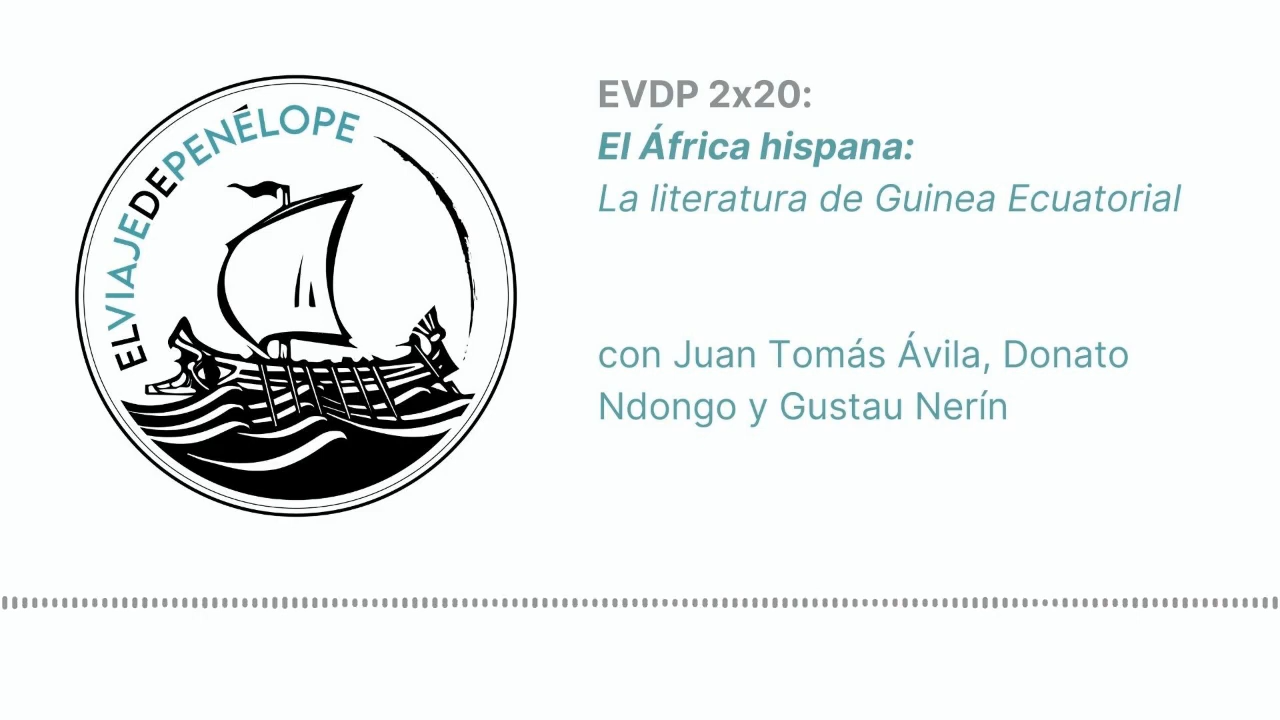 ELVIAJEDEPENÉLOPE
EVDP 2x20:
El África hispana:
La literatura de Guinea Ecuatorial
con Juan Tomás Ávila, Donato
Ndongo y Gustau Nerín